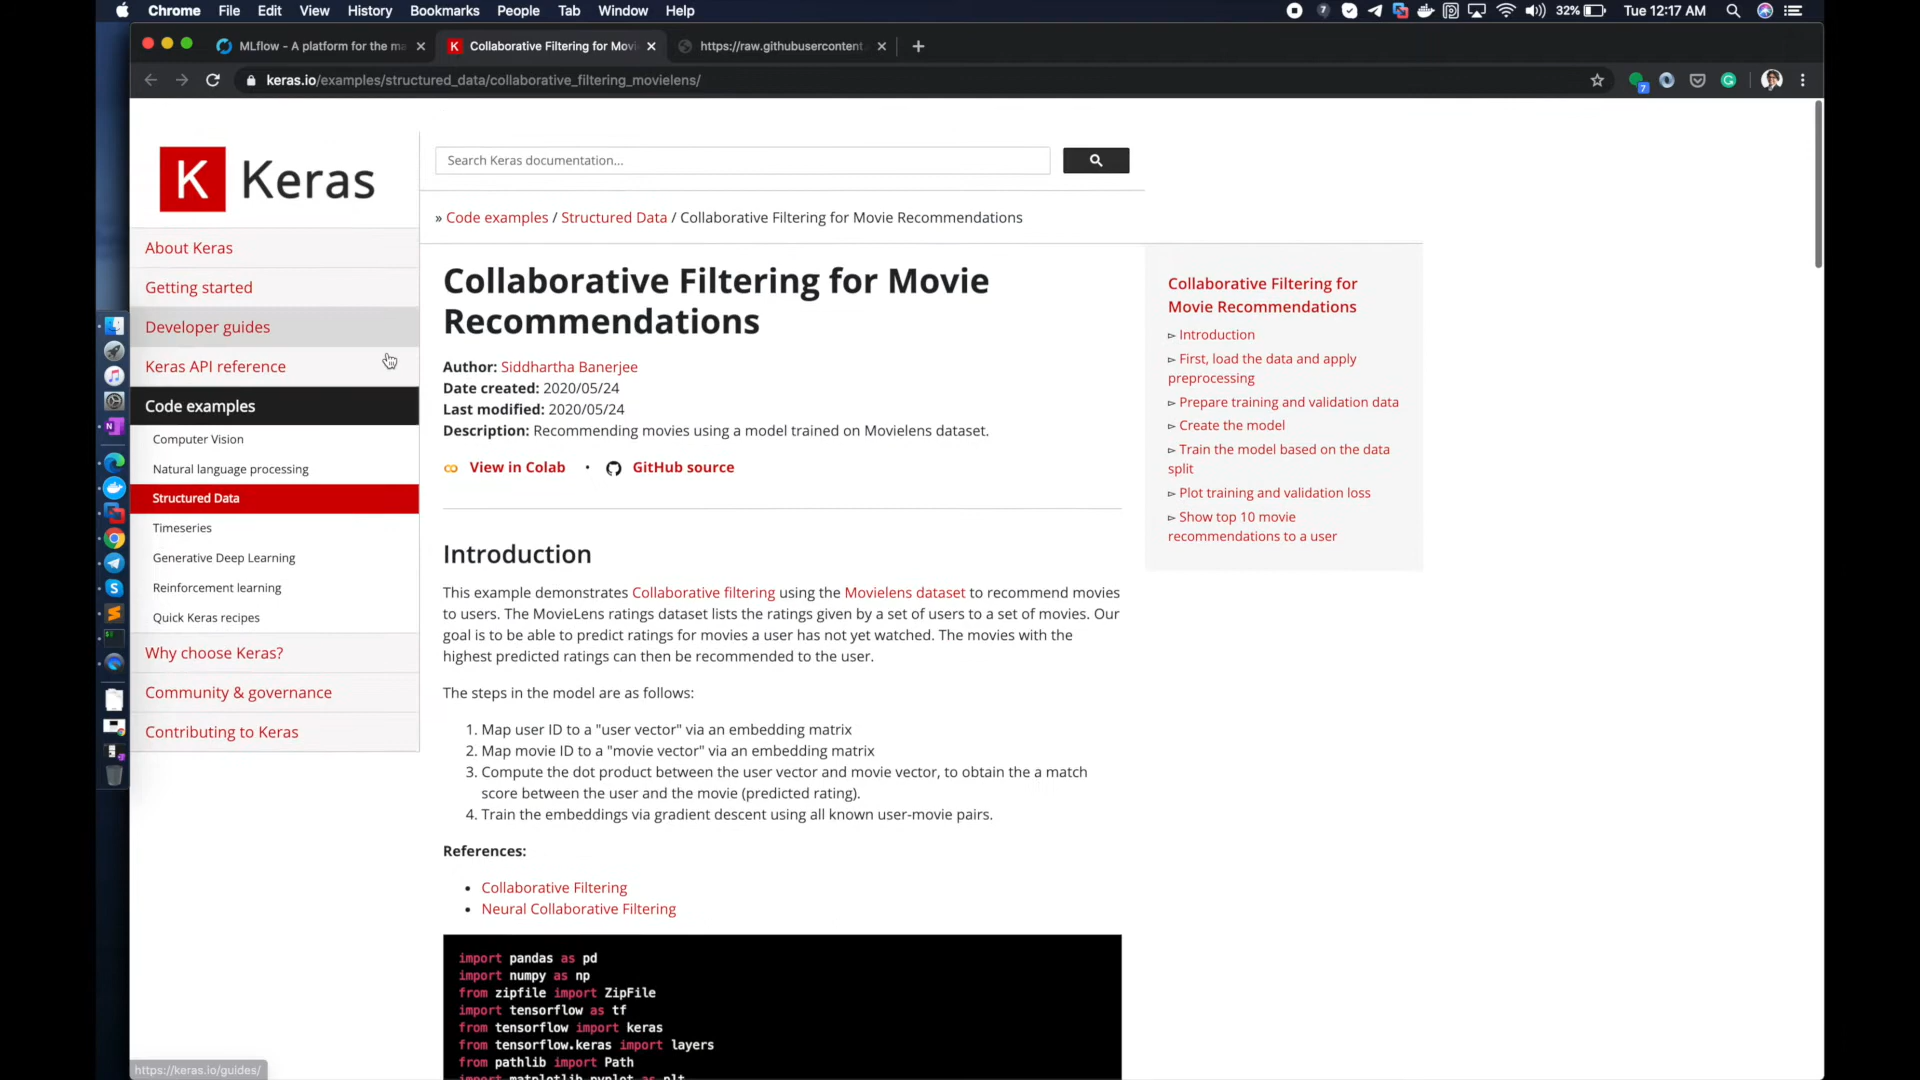 Chrome File Edit View History Bookmarks People Tab Window Help 7 32% Tue 12:17 AM
MLflow - A platform for the ma Collaborative Filtering for Movi https://raw.githubusercontent.
keras.io/examples/structured_data/collaborative_filtering_movielens/ 7
K Keras
Search Keras documentation...
» Code examples / Structured Data / Collaborative Filtering for Movie Recommendations
About Keras
Getting started
Developer guides
Keras API reference
Code examples
Computer Vision
Natural language processing
Structured Data
Timeseries
Generative Deep Learning
Reinforcement learning
Quick Keras recipes
Why choose Keras?
Community & governance
Contributing to Keras
Collaborative Filtering for Movie
Recommendations
Author: Siddhartha Banerjee
Date created: 2020/05/24
Last modified: 2020/05/24
Description: Recommending movies using a model trained on Movielens dataset.
View in Colab • GitHub source
Introduction
This example demonstrates Collaborative filtering using the Movielens dataset to recommend movies
to users. The MovieLens ratings dataset lists the ratings given by a set of users to a set of movies. Our
goal is to be able to predict ratings for movies a user has not yet watched. The movies with the
highest predicted ratings can then be recommended to the user.
The steps in the model are as follows:
1. Map user ID to a "user vector" via an embedding matrix
2. Map movie ID to a "movie vector" via an embedding matrix
3. Compute the dot product between the user vector and movie vector, to obtain the a match
score between the user and the movie (predicted rating).
4. Train the embeddings via gradient descent using all known user-movie pairs.
References:
• Collaborative Filtering
• Neural Collaborative Filtering
import pandas as pd
import numpy as np
from zipfile import ZipFile
import tensorflow as tf
from tensorflow import keras
from tensorflow.keras import layers
from pathlib import Path
import matplotlib.pyplot as plt
Collaborative Filtering for
Movie Recommendations
▻ Introduction
▻ First, load the data and apply
preprocessing
▻ Prepare training and validation data
▻ Create the model
▻ Train the model based on the data
split
▻ Plot training and validation loss
▻ Show top 10 movie
recommendations to a user
https://keras.io/guides/